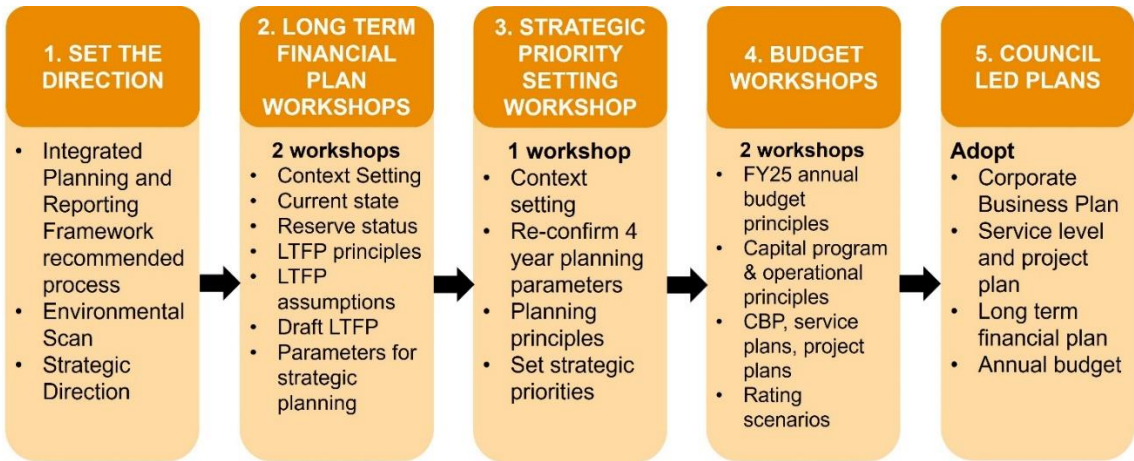 1. SET THE
DIRECTION
• Integrated
Planning and
Reporting
Framework
recommended
process
• Environmental
Scan
• Strategic
Direction
2. LONG TERM
FINANCIAL
PLAN
WORKSHOPS
2 workshops
• Context Setting
• Current state
• Reserve status
• LTFP principles
• LTFP
assumptions
• Draft LTFP
• Parameters for
strategic
planning
3. STRATEGIC
PRIORITY
SETTING
WORKSHOP
1 workshop
• Context
setting
• Re-confirm 4
year planning
parameters
• Planning
principles
• Set strategic
priorities
4. BUDGET
WORKSHOPS
2 workshops
• FY25 annual
budget
principles
• Capital program
& operational
principles
• CBP, service
plans, project
plans
• Rating
scenarios
5. COUNCIL
LED PLANS
Adopt
• Corporate
Business Plan
• Service level
and project
plan
• Long term
financial plan
• Annual budget